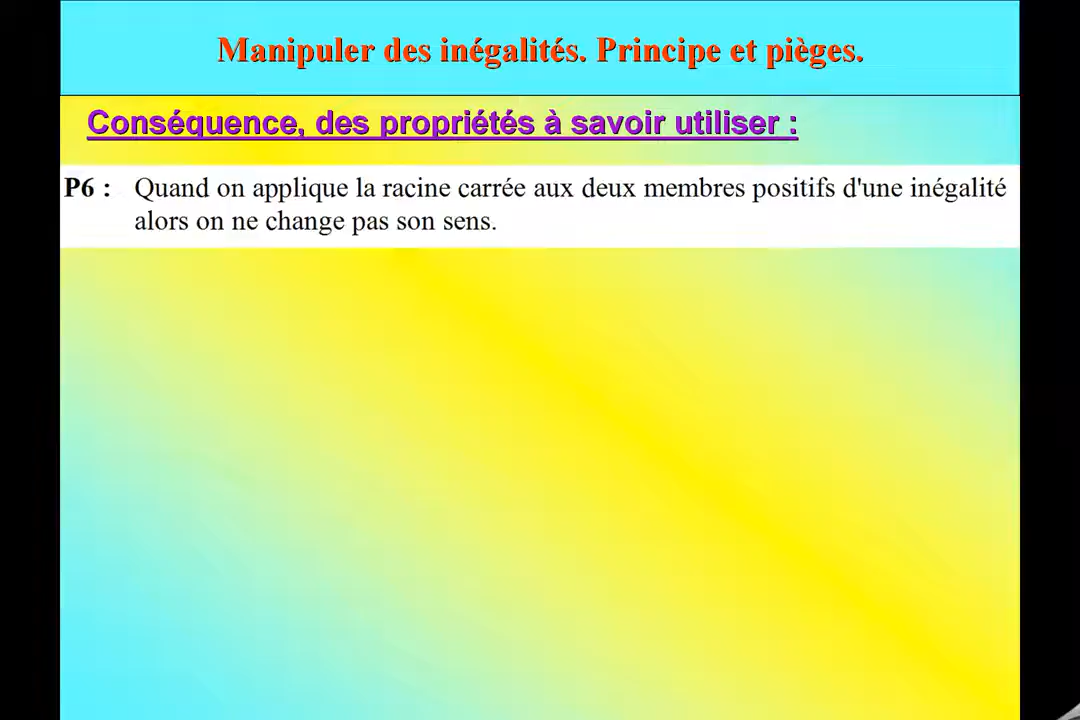 Manipuler des inégalités. Principe et pièges.
Conséquence, des propriétés à savoir utiliser :
P6 : Quand on applique la racine carrée aux deux membres positifs d'une inégalité
alors on ne change pas son sens.